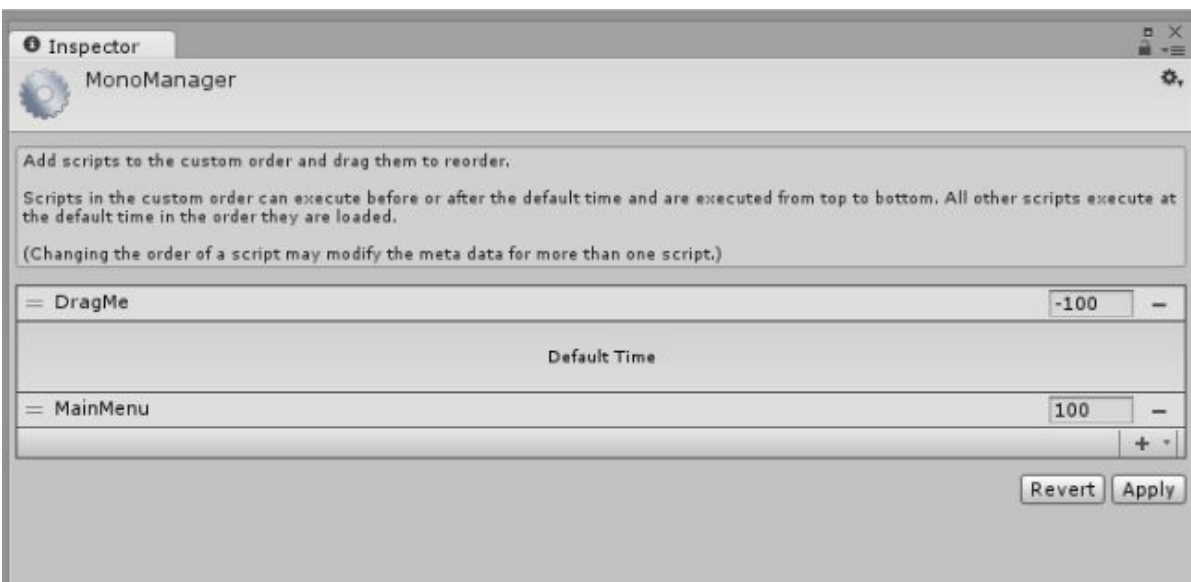 Inspector
MonoManager
Add scripts to the custom order and drag them to reorder.
Scripts in the custom order can execute before or after the default time and are executed from top to bottom. All other scripts execute at
the default time in the order they are loaded.
(Changing the order of a script may modify the meta data for more than one script.)
DragMe -100
Default Time
MainMenu 100
Revert Apply